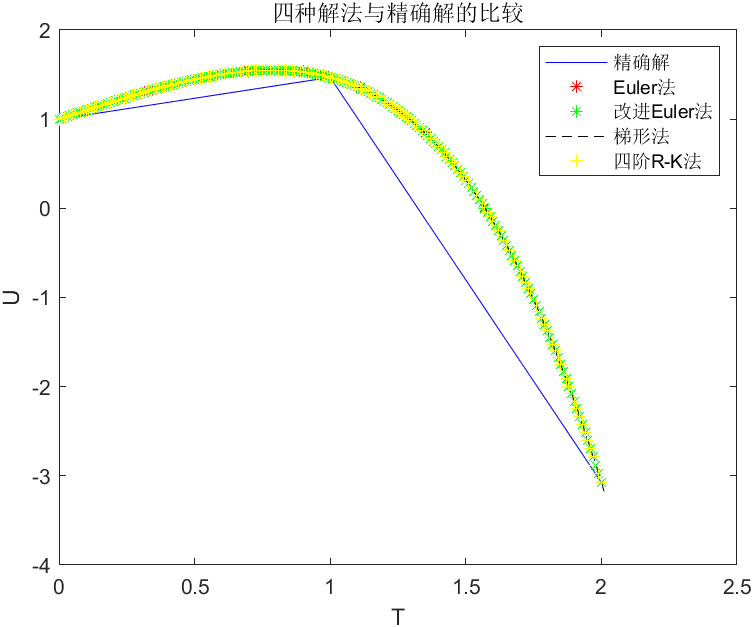 四种解法与精确解的比较
精确解
Euler法
改进Euler法
梯形法
四阶R-K法
2
1
0
-1
-2
-3
-4
U
0
0.5
1
1.5
2
2.5
T